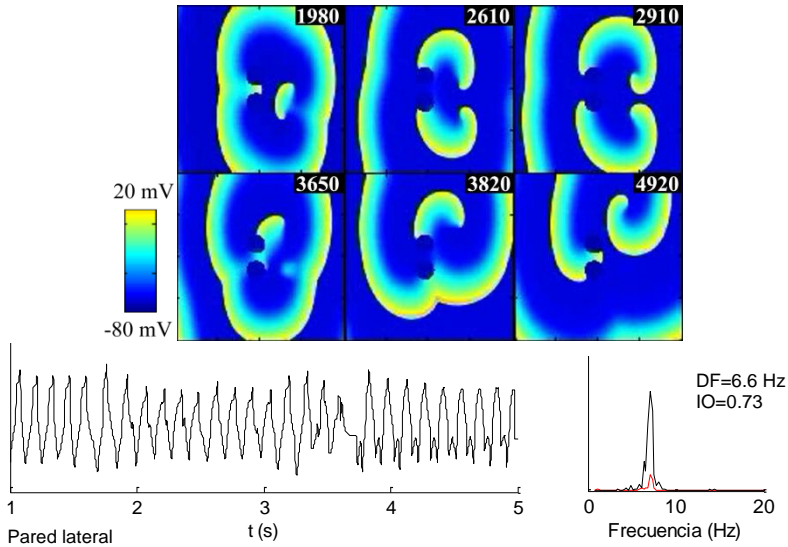 1980 2610 2910
3650 3820 4920
20 mV
-80 mV
DF=6.6 Hz
IO=0.73
1 2 3 4 5
0 10 20
Pared lateral
t (s)
Frecuencia (Hz)